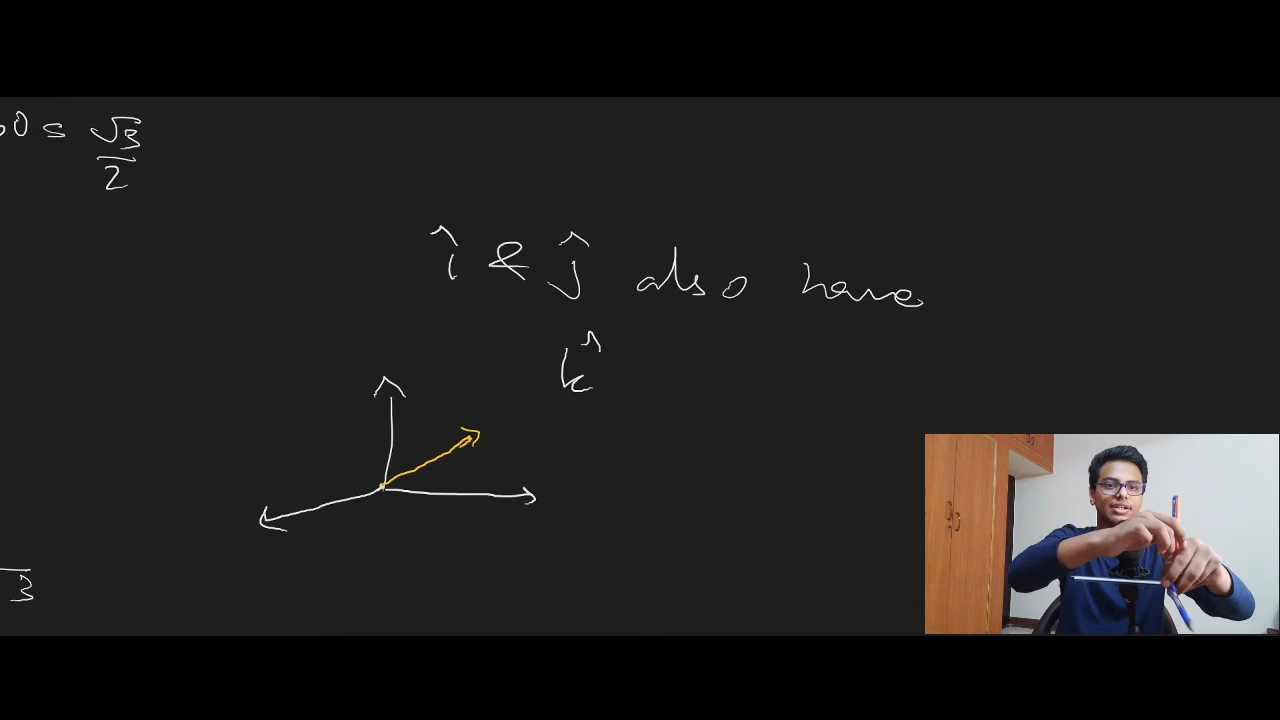 0 = √3/2
î & ĵ also have
k̂
3